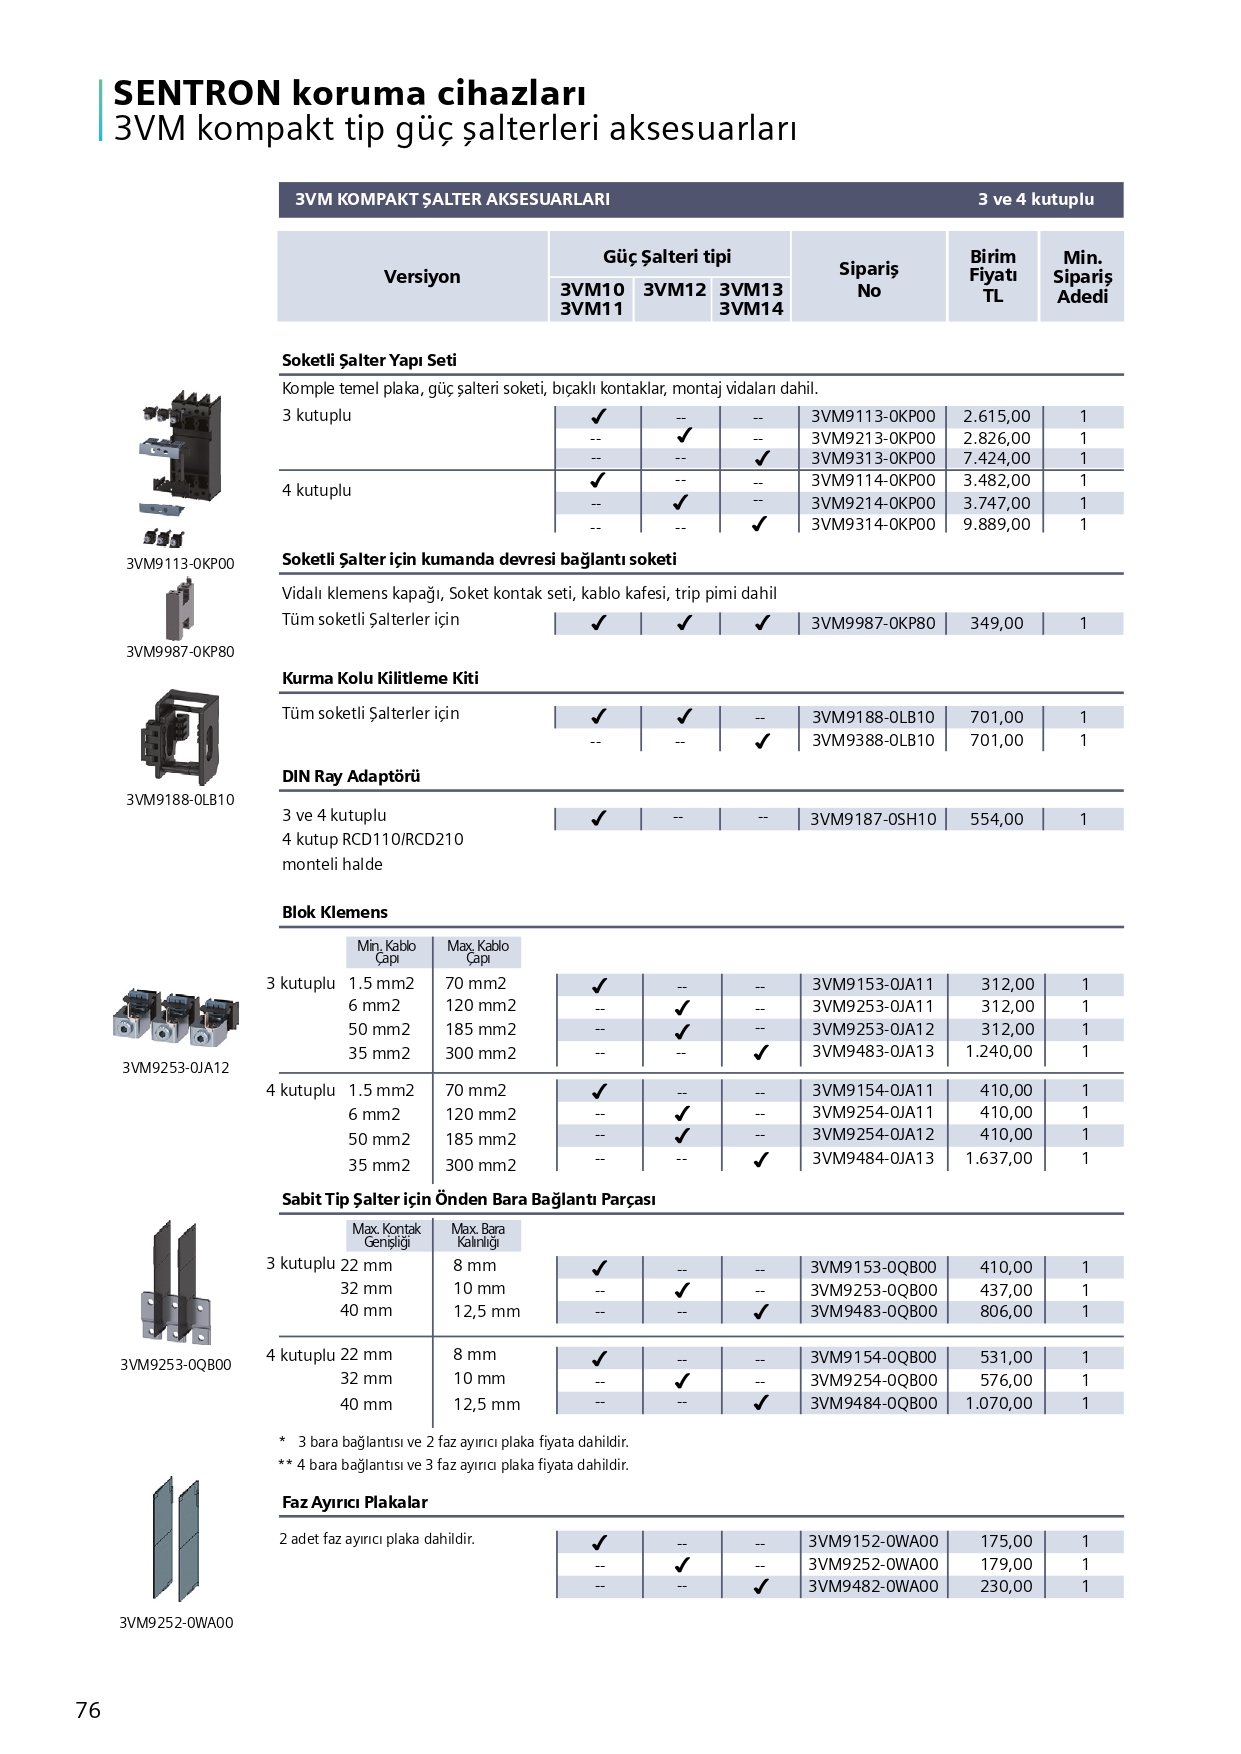 SENTRON koruma cihazları
3VM kompakt tip güç şalterleri aksesuarları
3VM KOMPAKT ŞALTER AKSESUARLARI 3 ve 4 kutuplu
Versiyon Güç Şalteri tipi Sipariş No Birim Fiyatı TL Min. Sipariş Adedi
3VM10 3VM11 3VM12 3VM13 3VM14
Soketli Şalter Yapı Seti
Komple temel plaka, güç şalteri soketi, bıçaklı kontaklar, montaj vidaları dahil.
3 kutuplu ✔ -- -- 3VM9113-0KP00 2.615,00 1
-- ✔ -- 3VM9213-0KP00 2.826,00 1
-- -- ✔ 3VM9313-0KP00 7.424,00 1
4 kutuplu ✔ -- -- 3VM9114-0KP00 3.482,00 1
-- ✔ -- 3VM9214-0KP00 3.747,00 1
-- -- ✔ 3VM9314-0KP00 9.889,00 1
3VM9113-0KP00
Soketli Şalter için kumanda devresi bağlantı soketi
Vidalı klemens kapağı, Soket kontak seti, kablo kafesi, trip pimi dahil
Tüm soketli Şalterler için ✔ ✔ ✔ 3VM9987-0KP80 349,00 1
3VM9987-0KP80
Kurma Kolu Kilitleme Kiti
Tüm soketli Şalterler için ✔ ✔ -- 3VM9188-0LB10 701,00 1
-- -- ✔ 3VM9388-0LB10 701,00 1
3VM9188-0LB10
DIN Ray Adaptörü
3 ve 4 kutuplu ✔ -- -- 3VM9187-0SH10 554,00 1
4 kutup RCD110/RCD210
monteli halde
Blok Klemens
Min. Kablo Çapı Max. Kablo Çapı
3 kutuplu 1.5 mm2 70 mm2 ✔ -- -- 3VM9153-0JA11 312,00 1
6 mm2 120 mm2 -- ✔ -- 3VM9253-0JA11 312,00 1
50 mm2 185 mm2 -- ✔ -- 3VM9253-0JA12 312,00 1
35 mm2 300 mm2 -- -- ✔ 3VM9483-0JA13 1.240,00 1
3VM9253-0JA12
4 kutuplu 1.5 mm2 70 mm2 ✔ -- -- 3VM9154-0JA11 410,00 1
6 mm2 120 mm2 -- ✔ -- 3VM9254-0JA11 410,00 1
50 mm2 185 mm2 -- ✔ -- 3VM9254-0JA12 410,00 1
35 mm2 300 mm2 -- -- ✔ 3VM9484-0JA13 1.637,00 1
Sabit Tip Şalter için Önden Bara Bağlantı Parçası
Max. Kontak Genişliği Max. Bara Kalınlığı
3 kutuplu 22 mm 8 mm ✔ -- -- 3VM9153-0QB00 410,00 1
32 mm 10 mm -- ✔ -- 3VM9253-0QB00 437,00 1
40 mm 12,5 mm -- -- ✔ 3VM9483-0QB00 806,00 1
3VM9253-0QB00
4 kutuplu 22 mm 8 mm ✔ -- -- 3VM9154-0QB00 531,00 1
32 mm 10 mm -- ✔ -- 3VM9254-0QB00 576,00 1
40 mm 12,5 mm -- -- ✔ 3VM9484-0QB00 1.070,00 1
* 3 bara bağlantısı ve 2 faz ayırıcı plaka fiyata dahildir.
** 4 bara bağlantısı ve 3 faz ayırıcı plaka fiyata dahildir.
Faz Ayırıcı Plakalar
2 adet faz ayırıcı plaka dahildir. ✔ -- -- 3VM9152-0WA00 175,00 1
-- ✔ -- 3VM9252-0WA00 179,00 1
-- -- ✔ 3VM9482-0WA00 230,00 1
3VM9252-0WA00
76